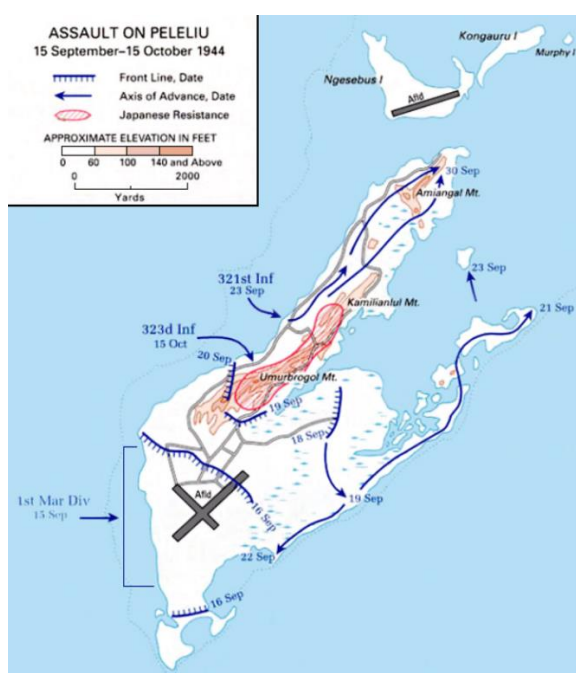 ASSAULT ON PELELIU
15 September–15 October 1944
Front Line, Date
Axis of Advance, Date
Japanese Resistance
APPROXIMATE ELEVATION IN FEET
0 60 100 140 and Above
0 2000
Yards
Kongauru I
Murphy I
Ngesebus I
Afld
30 Sep
Amiangal Mt.
321st Inf
23 Sep
23 Sep
Kamilianlul Mt.
21 Sep
323d Inf
15 Oct
20 Sep
Umurbrogol Mt.
19 Sep
18 Sep
Afld
19 Sep
1st Mar Div
15 Sep
16 Sep
22 Sep
16 Sep